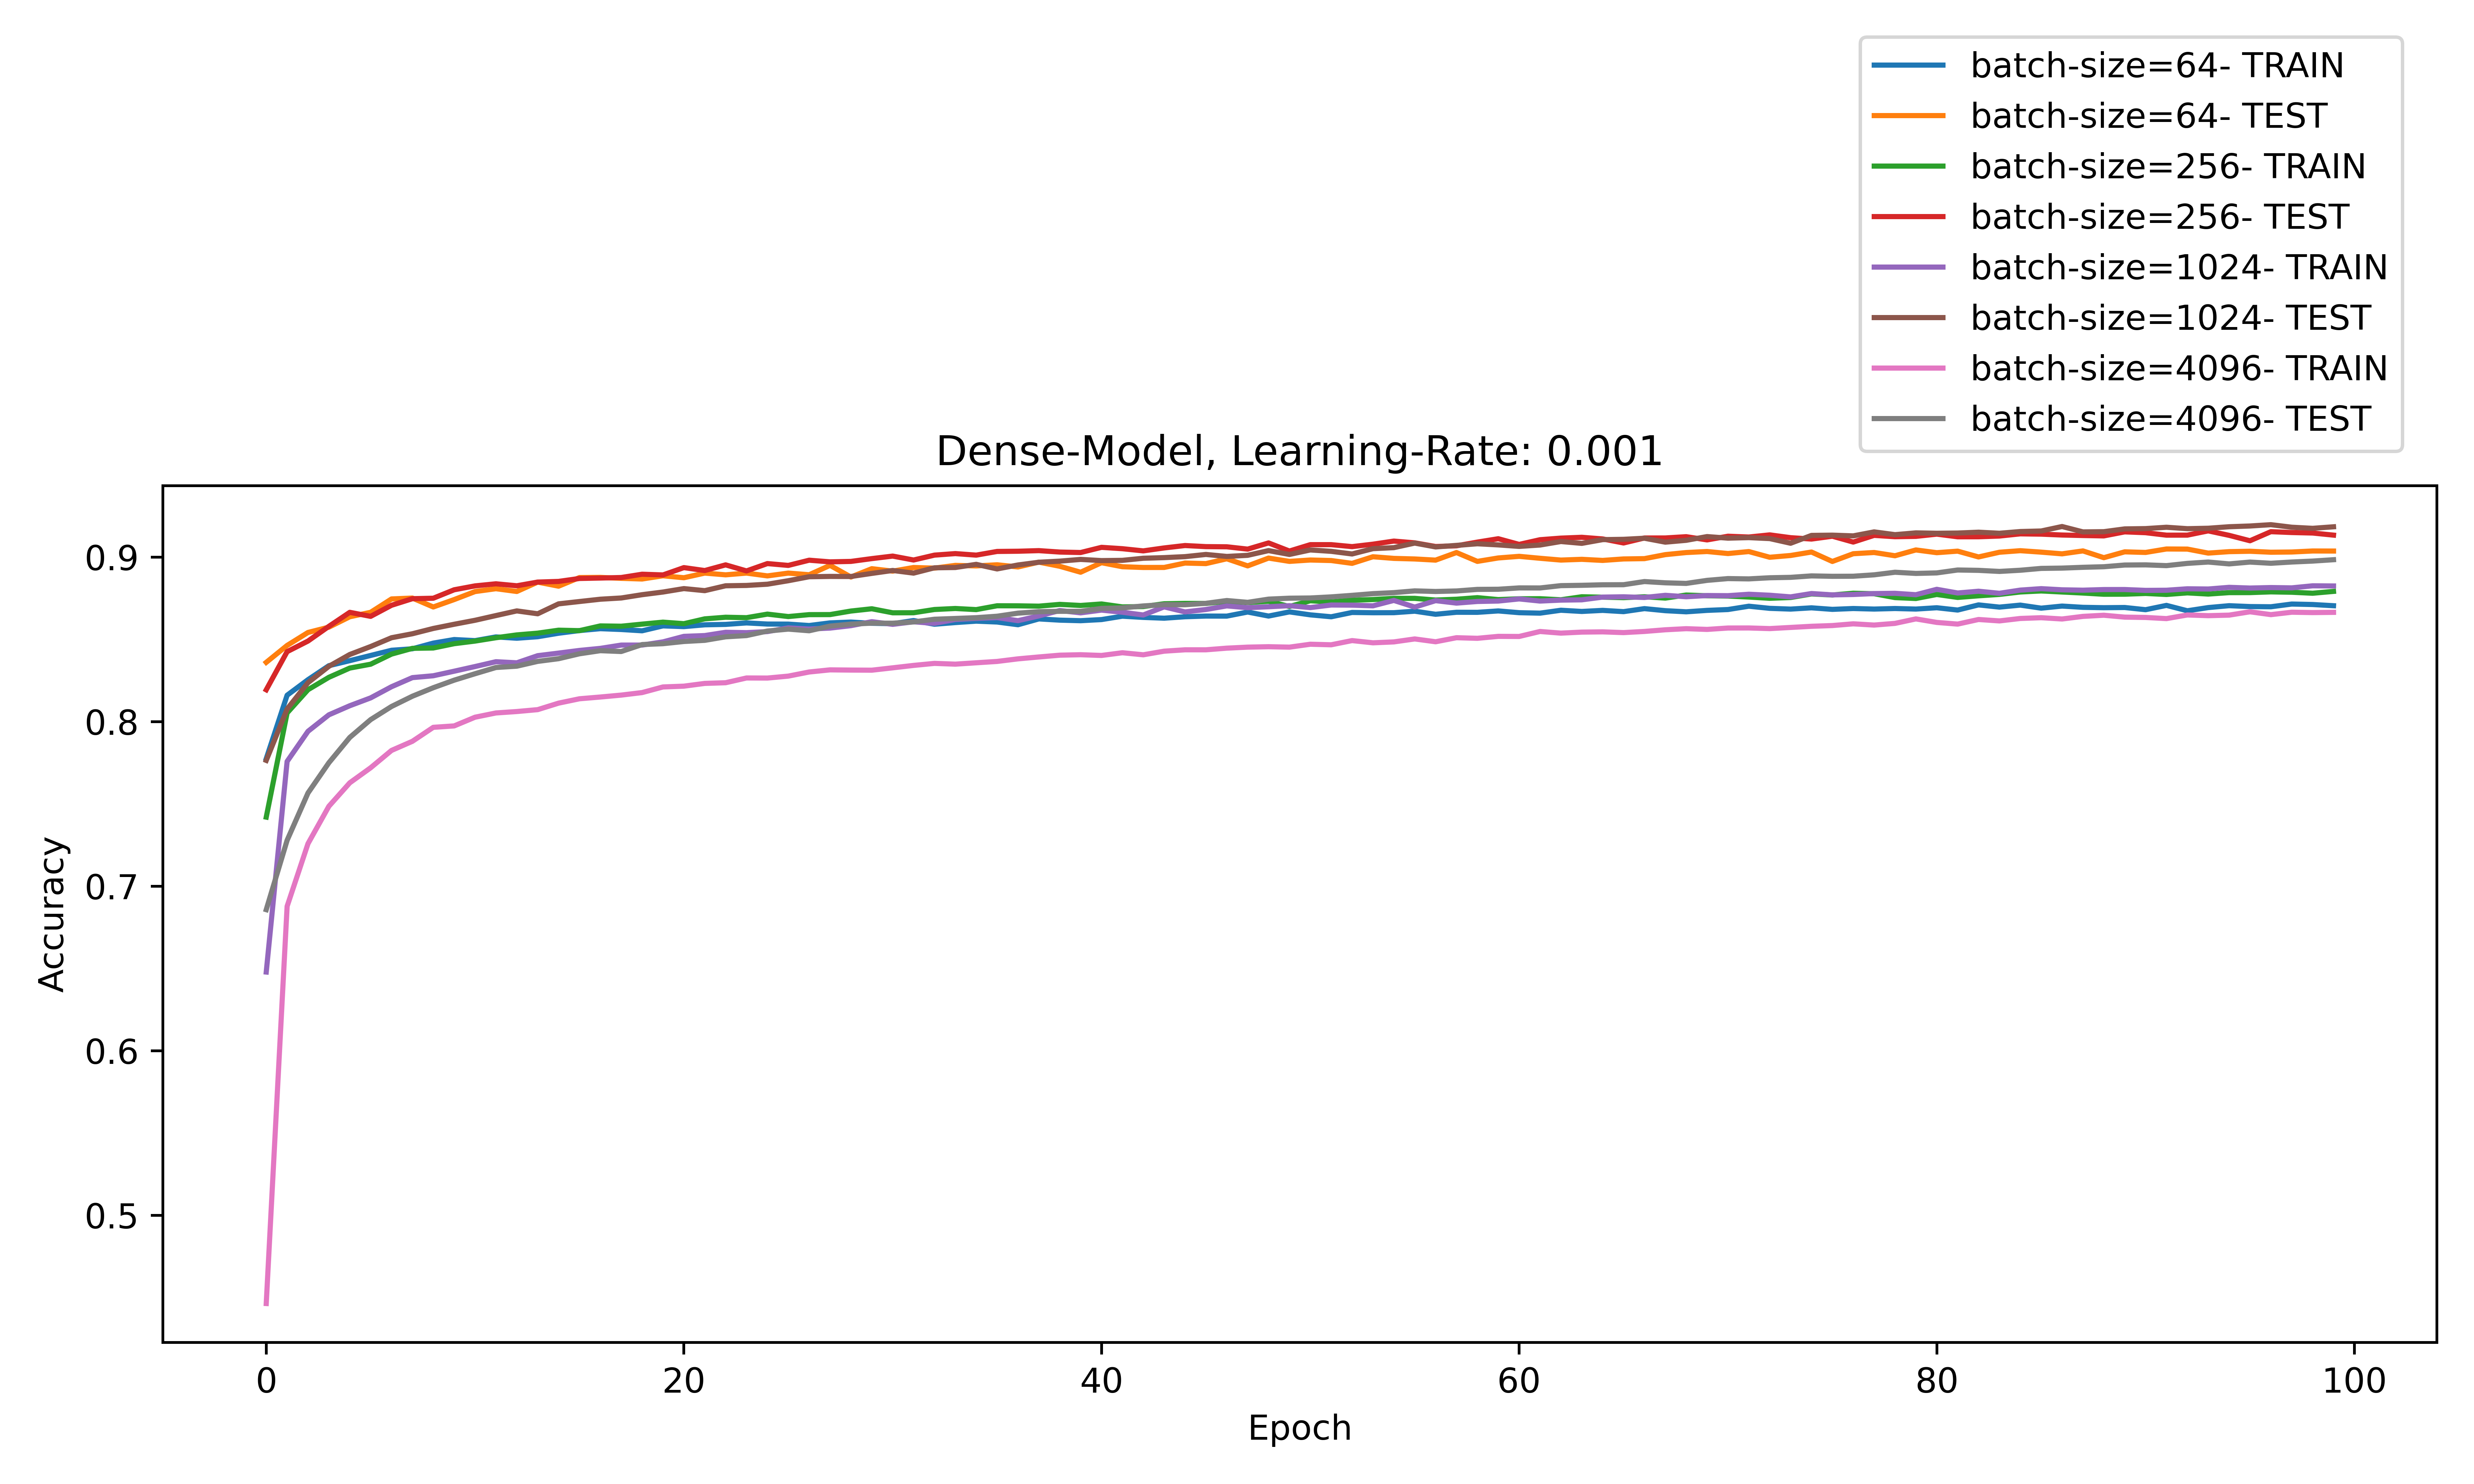 batch-size=64- TRAIN
batch-size=64- TEST
batch-size=256- TRAIN
batch-size=256- TEST
batch-size=1024- TRAIN
batch-size=1024- TEST
batch-size=4096- TRAIN
batch-size=4096- TEST
Dense-Model, Learning-Rate: 0.001
0.9
0.8
0.7
0.6
0.5
Accuracy
0 20 40 60 80 100
Epoch